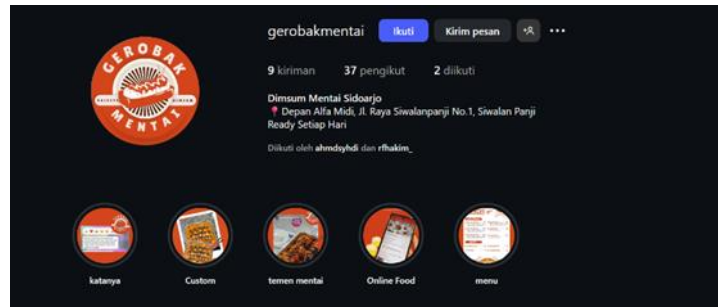 gerobakmentai Ikuti Kirim pesan
9 kiriman 37 pengikut 2 diikuti
Dimsum Mentai Sidoarjo
Depan Alfa Midi, Jl. Raya Siwalanpanji No.1, Siwalan Panji
Ready Setiap Hari
Diikuti oleh ahmdsyhdi dan rfhakim_
GEROBAK
MENTAI
katanya Custom temen mentai Online Food menu